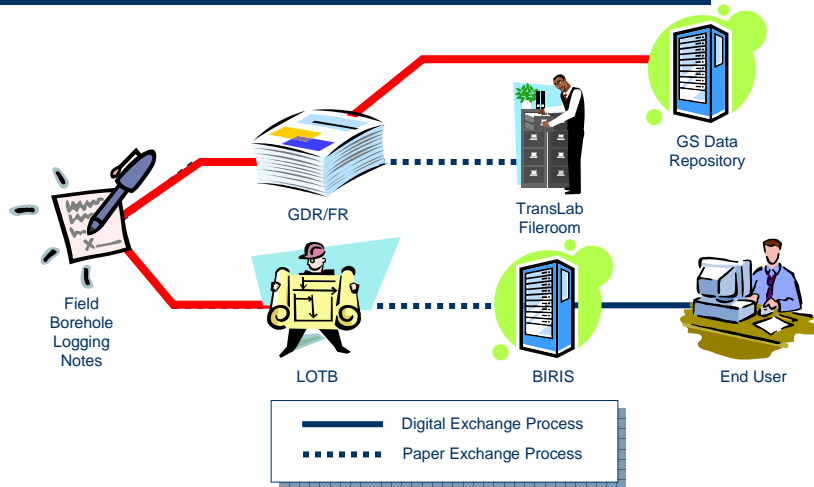 GS Data
Repository
GDR/FR
TransLab
Fileroom
Field
Borehole
Logging
Notes
LOTB
BIRIS
End User
Digital Exchange Process
Paper Exchange Process